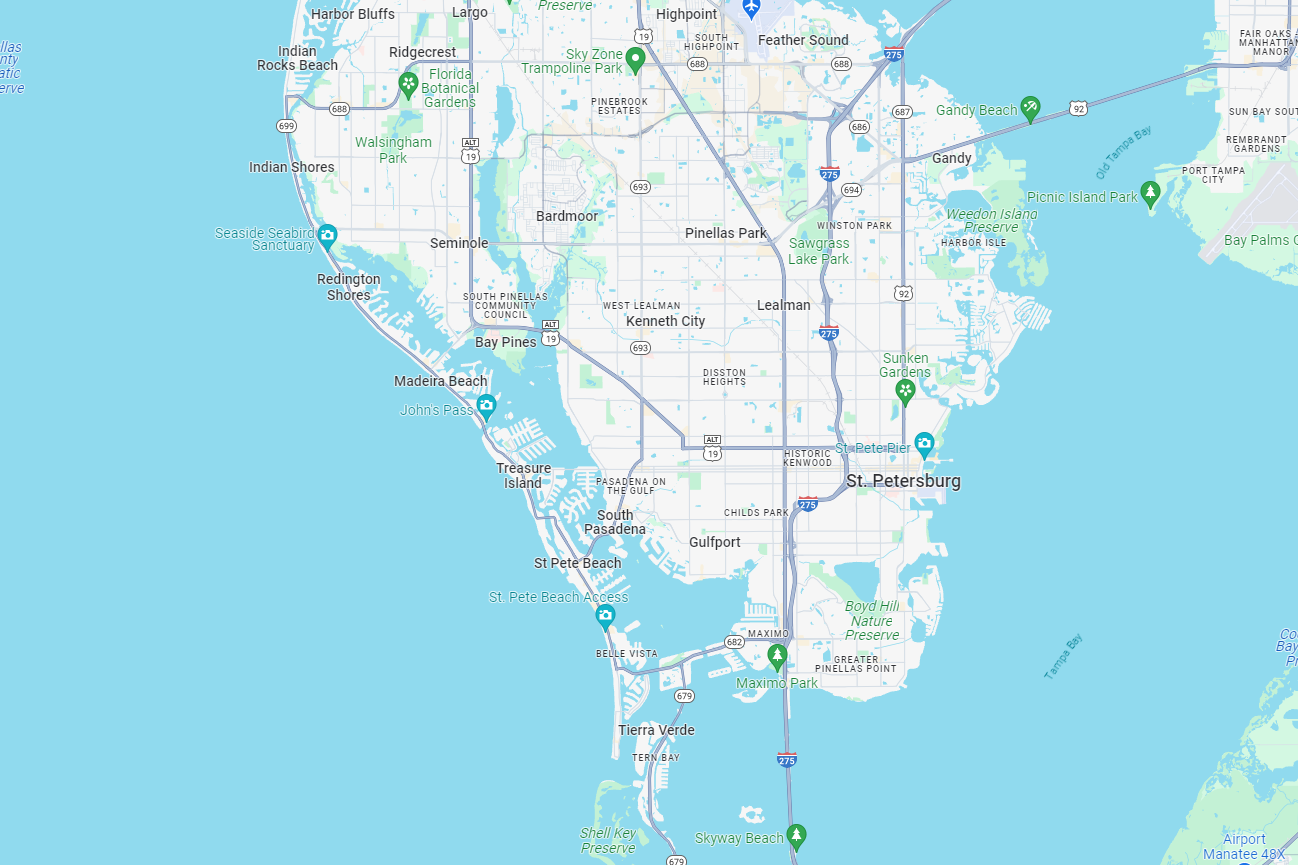 Harbor Bluffs
Largo
Preserve
Highpoint
19
SOUTH
HIGHPOINT
Feather Sound
275
FAIR OAKS
MANHATTAN
MANOR
Indian
Rocks Beach
Ridgecrest
Sky Zone
Trampoline Park
688
688
Florida
Botanical
Gardens
PINEBROOK
ESTATES
688
699
687
686
Gandy Beach
92
SUN BAY SOUT
REMBRANDT
GARDENS
Old Tampa Bay
Walsingham
Park
ALT
19
Indian Shores
Gandy
PORT TAMPA
CITY
275
693
694
Picnic Island Park
Bardmoor
Weedon Island
Preserve
WINSTON PARK
Seaside Seabird
Sanctuary
Seminole
Pinellas Park
Sawgrass
Lake Park
HARBOR ISLE
Bay Palms
Redington
Shores
SOUTH PINELLAS
COMMUNITY
COUNCIL
92
WEST LEALMAN
Lealman
Kenneth City
ALT
19
275
Bay Pines
693
Sunken
Gardens
DISSTON
HEIGHTS
Madeira Beach
John's Pass
ALT
19
St. Pete Pier
HISTORIC
KENWOOD
Treasure
Island
PASADENA ON
THE GULF
St. Petersburg
275
CHILDS PARK
South
Pasadena
Gulfport
St Pete Beach
St. Pete Beach Access
Boyd Hill
Nature
Preserve
682
MAXIMO
BELLE VISTA
GREATER
PINELLAS POINT
Tampa Bay
Maximo Park
679
Tierra Verde
TERN BAY
275
Shell Key
Preserve
Skyway Beach
679
Airport
Manatee 48X